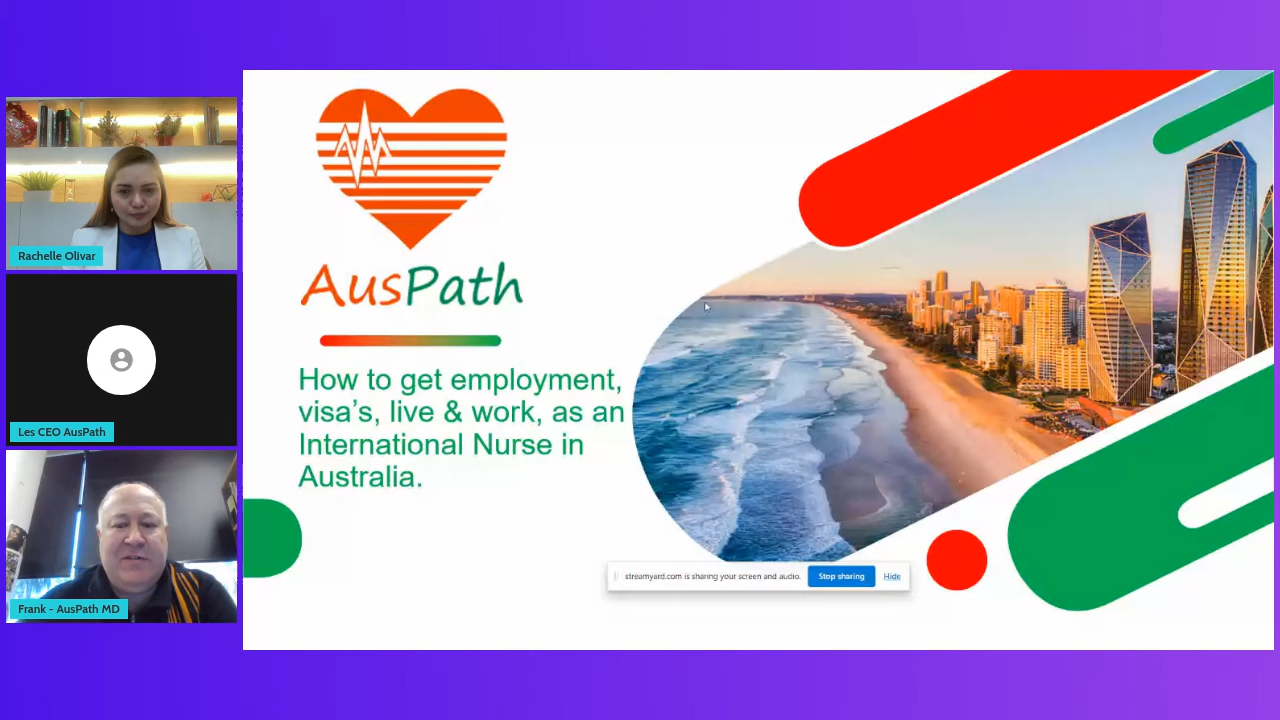 Rachelle Olivar
Les CEO AusPath
Frank - AusPath MD
AusPath
How to get employment,
visa's, live & work, as an
International Nurse in
Australia.
streamyard.com is sharing your screen and audio. Stop sharing Hide